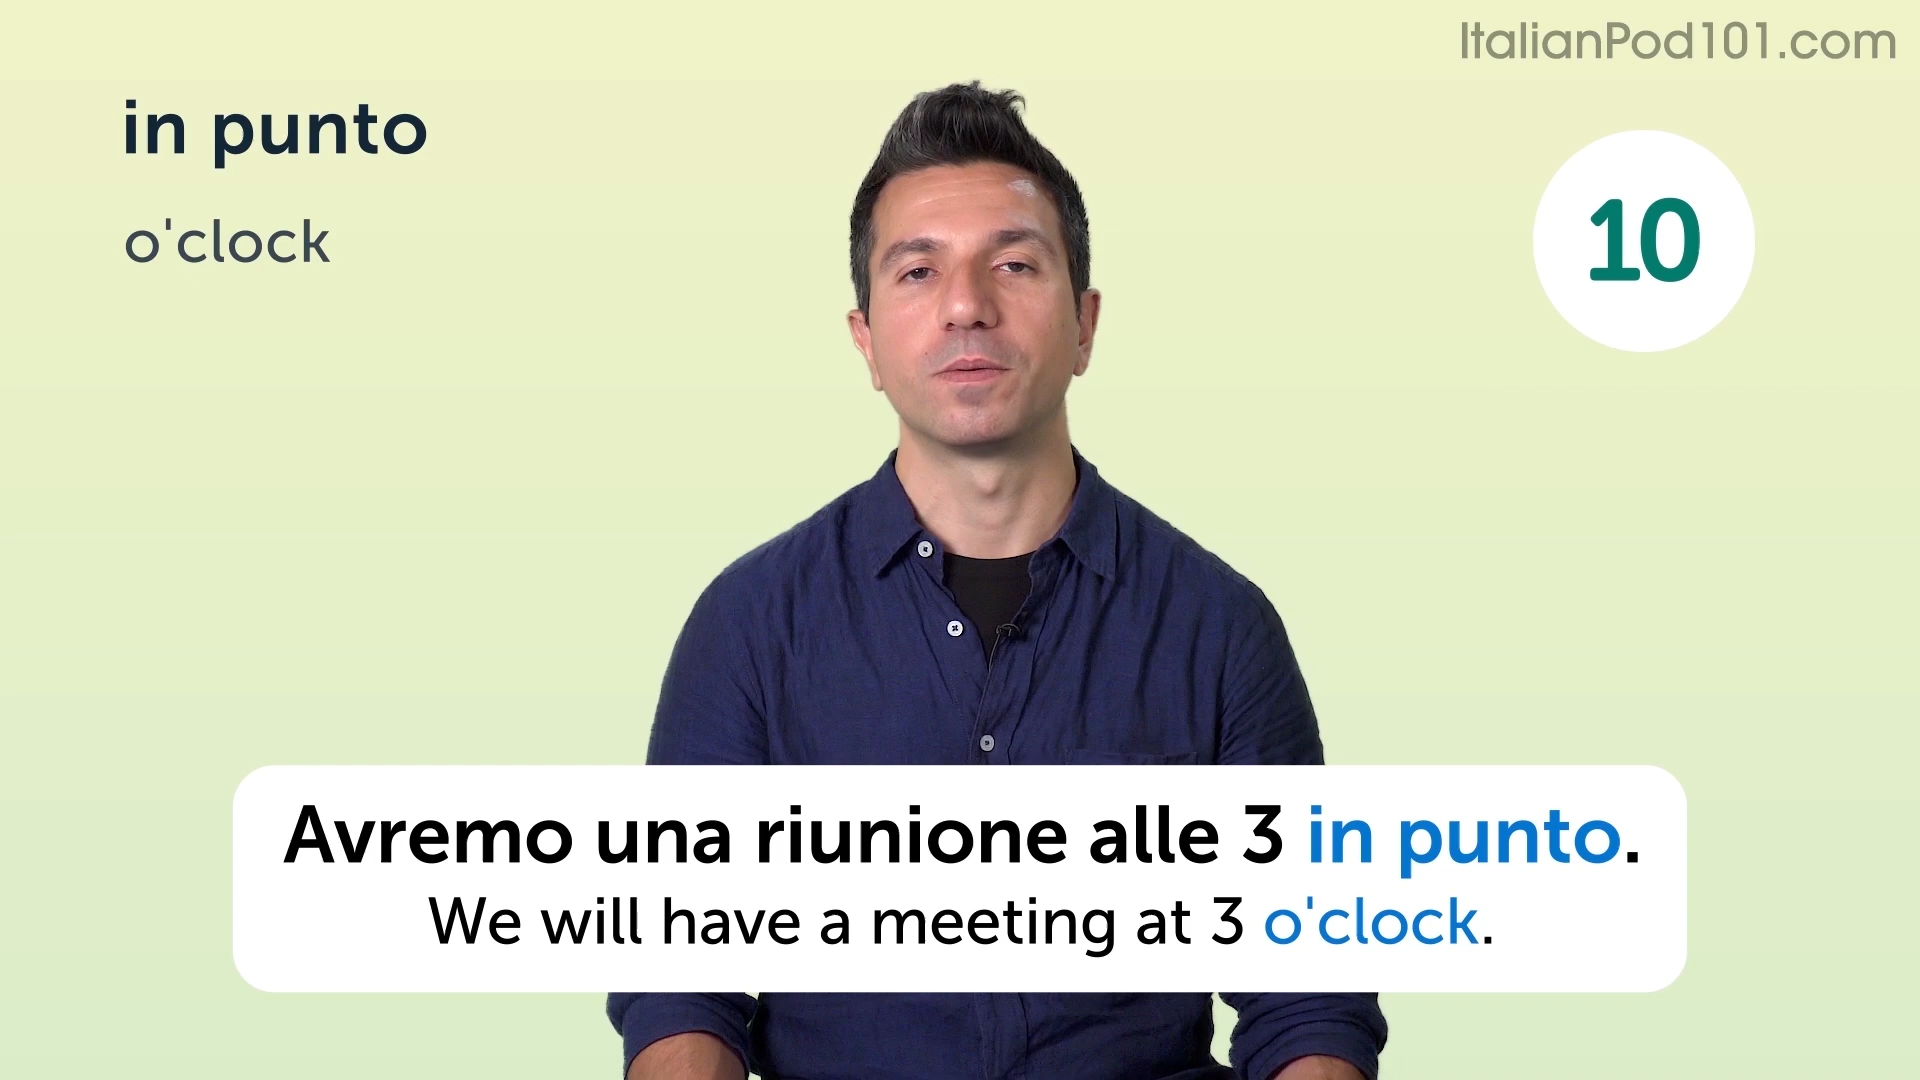 ItalianPod101.com
in punto
o'clock
10
Avremo una riunione alle 3 in punto.
We will have a meeting at 3 o'clock.